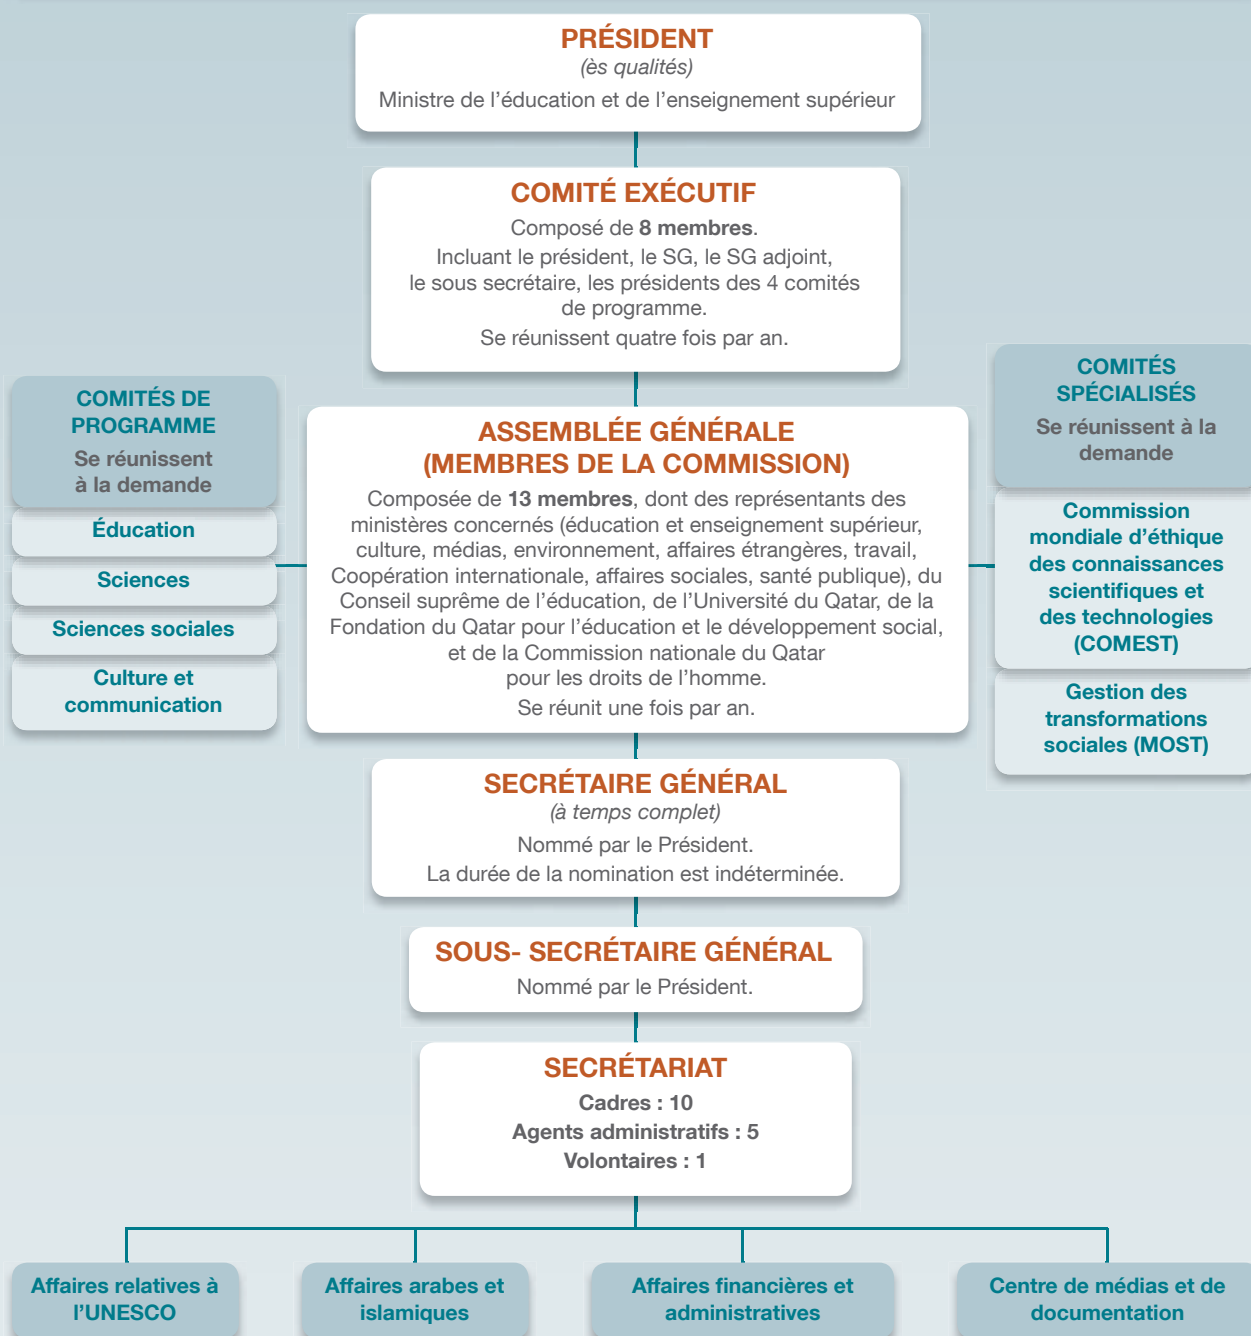 PRÉSIDENT
(ès qualités)
Ministre de l'éducation et de l'enseignement supérieur
COMITÉ EXÉCUTIF
Composé de 8 membres.
Incluant le président, le SG, le SG adjoint,
le sous secrétaire, les présidents des 4 comités
de programme.
Se réunissent quatre fois par an.
COMITÉS DE
PROGRAMME
Se réunissent
à la demande
Éducation
Sciences
Sciences sociales
Culture et
communication
ASSEMBLÉE GÉNÉRALE
(MEMBRES DE LA COMMISSION)
Composée de 13 membres, dont des représentants des
ministères concernés (éducation et enseignement supérieur,
culture, médias, environnement, affaires étrangères, travail,
Coopération internationale, affaires sociales, santé publique), du
Conseil suprême de l'éducation, de l'Université du Qatar, de la
Fondation du Qatar pour l'éducation et le développement social,
et de la Commission nationale du Qatar
pour les droits de l'homme.
Se réunit une fois par an.
COMITÉS
SPÉCIALISÉS
Se réunissent à la
demande
Commission
mondiale d'éthique
des connaissances
scientifiques et
des technologies
(COMEST)
Gestion des
transformations
sociales (MOST)
SECRÉTAIRE GÉNÉRAL
(à temps complet)
Nommé par le Président.
La durée de la nomination est indéterminée.
SOUS- SECRÉTAIRE GÉNÉRAL
Nommé par le Président.
SECRÉTARIAT
Cadres : 10
Agents administratifs : 5
Volontaires : 1
Affaires relatives à
l'UNESCO
Affaires arabes et
islamiques
Affaires financières et
administratives
Centre de médias et de
documentation